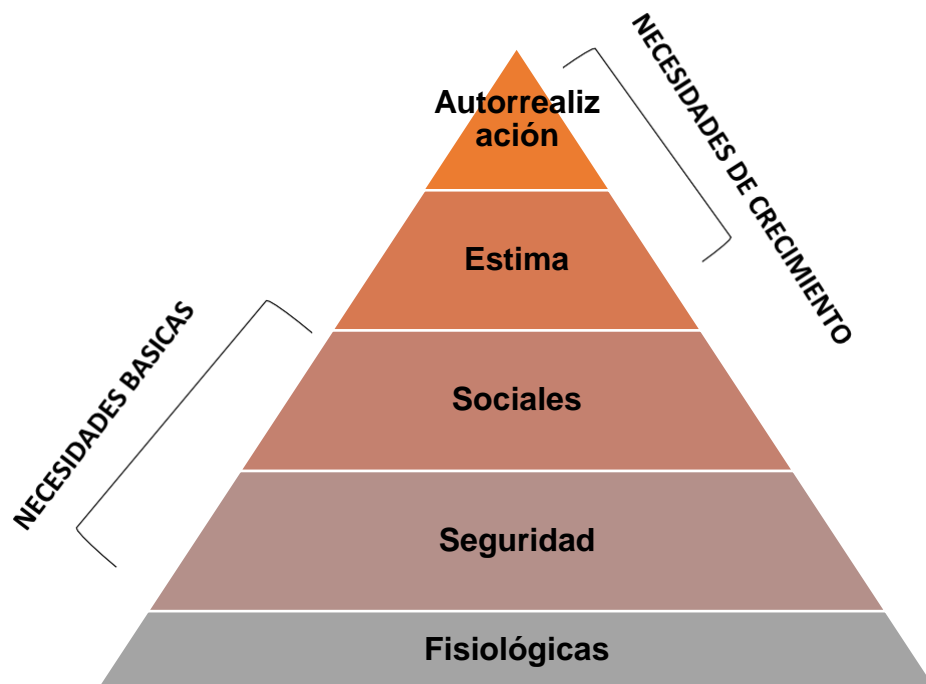 Autorrealiz
ación
NECESIDADES DE CRECIMIENTO
Estima
NECESIDADES BASICAS
Sociales
Seguridad
Fisiológicas